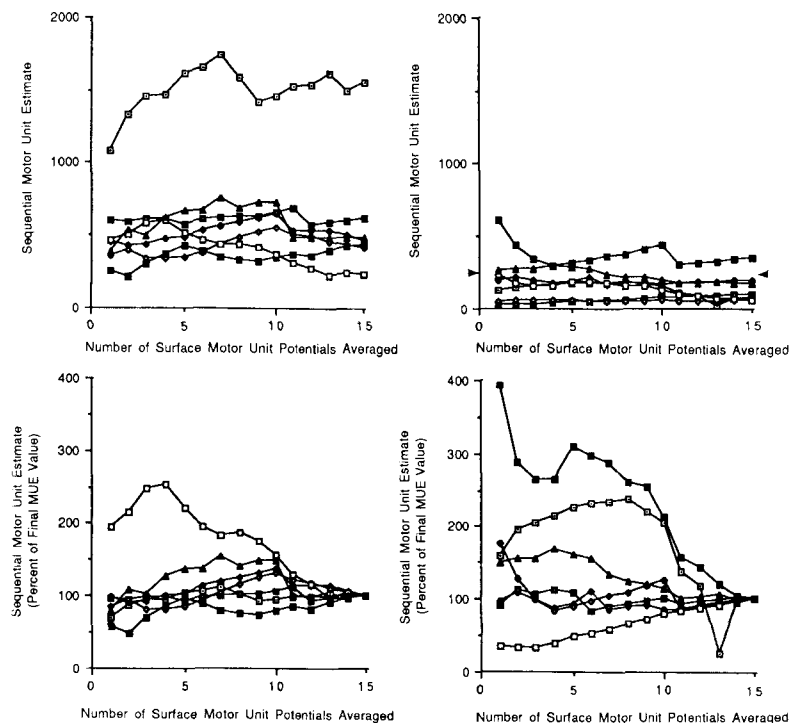 2000
1000
0
Sequential Motor Unit Estimate
0 5 10 15
Number of Surface Motor Unit Potentials Averaged
2000
1000
0
Sequential Motor Unit Estimate
0 5 10 15
Number of Surface Motor Unit Potentials Averaged
400
300
200
100
0
Sequential Motor Unit Estimate
(Percent of Final MUE Value)
0 5 10 15
Number of Surface Motor Unit Potentials Averaged
400
300
200
100
0
Sequential Motor Unit Estimate
(Percent of Final MUE Value)
0 5 10 15
Number of Surface Motor Unit Potentials Averaged